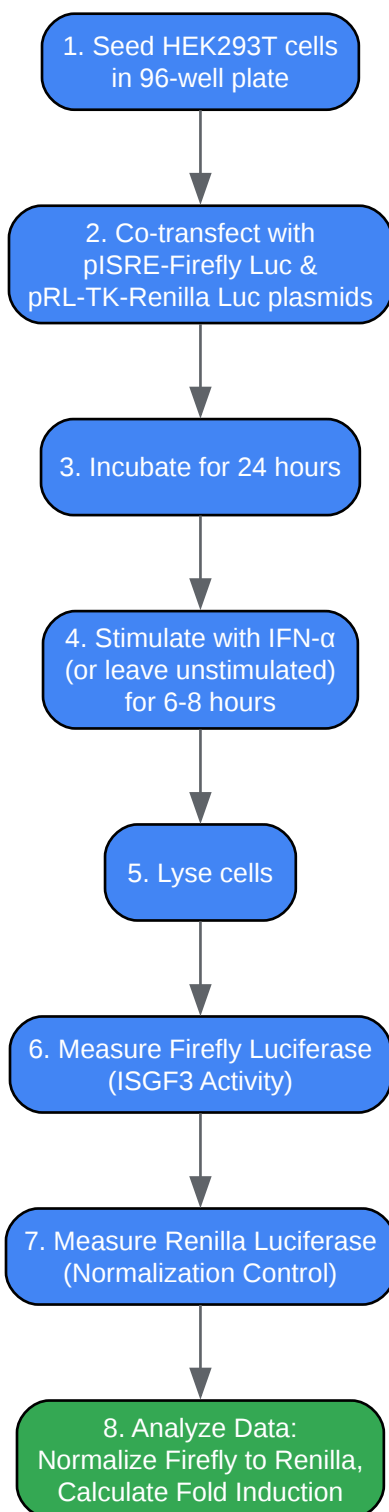 1. Seed HEK293T cells
in 96-well plate
2. Co-transfect with
pISRE-Firefly Luc &
pRL-TK-Renilla Luc plasmids
3. Incubate for 24 hours
4. Stimulate with IFN-α
(or leave unstimulated)
for 6-8 hours
5. Lyse cells
6. Measure Firefly Luciferase
(ISGF3 Activity)
7. Measure Renilla Luciferase
(Normalization Control)
8. Analyze Data:
Normalize Firefly to Renilla,
Calculate Fold Induction